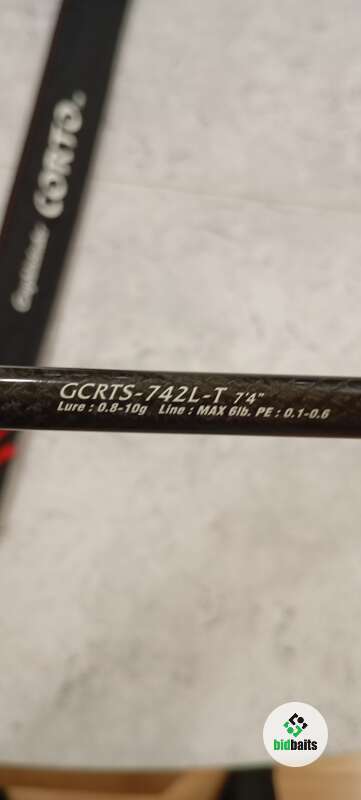 CORTO
GCRTS-742L-T 7'4"
Lure : 0.8-10g Line : MAX 6lb. PE : 0.1-0.6
bidbaits